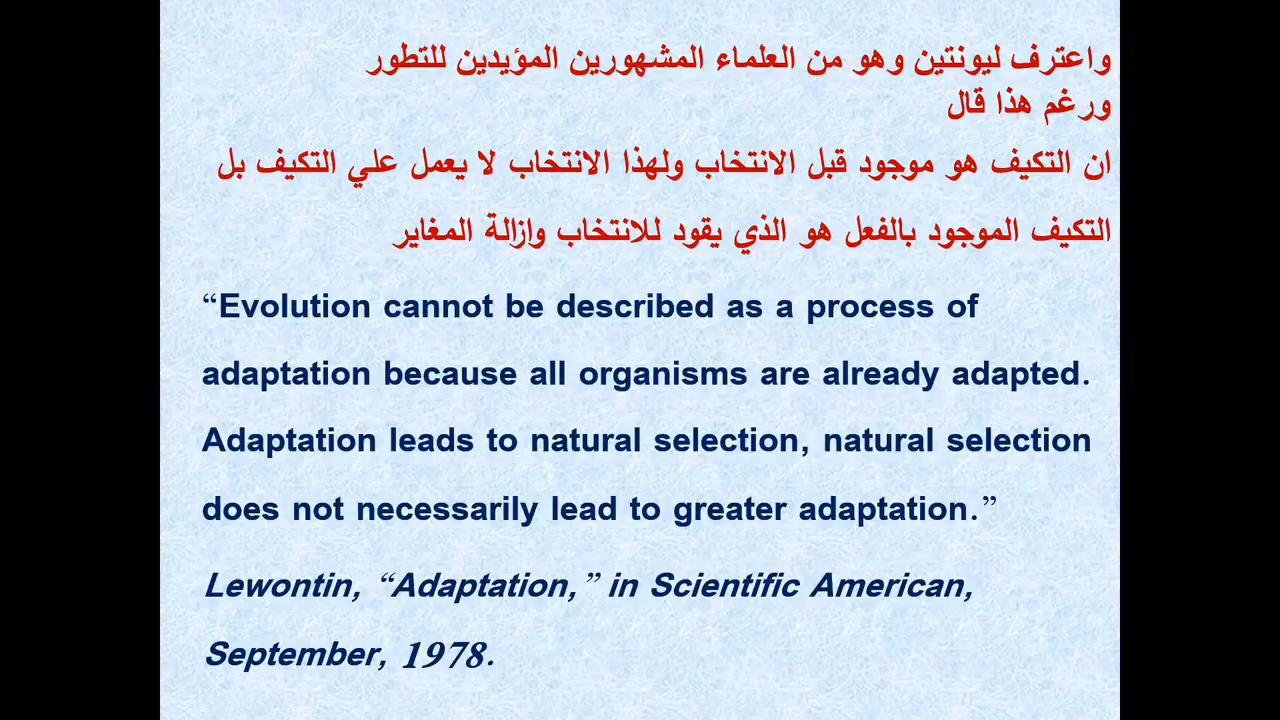 واعترف ليونتين وهو من العلماء المشهورين المؤيدين للتطور
ورغم هذا قال
ان التكيف هو موجود قبل الانتخاب ولهذا الانتخاب لا يعمل علي التكيف بل
التكيف الموجود بالفعل هو الذي يقود للانتخاب وازالة المغاير
“Evolution cannot be described as a process of
adaptation because all organisms are already adapted.
Adaptation leads to natural selection, natural selection
does not necessarily lead to greater adaptation.”
Lewontin, “Adaptation,” in Scientific American,
September, 1978.